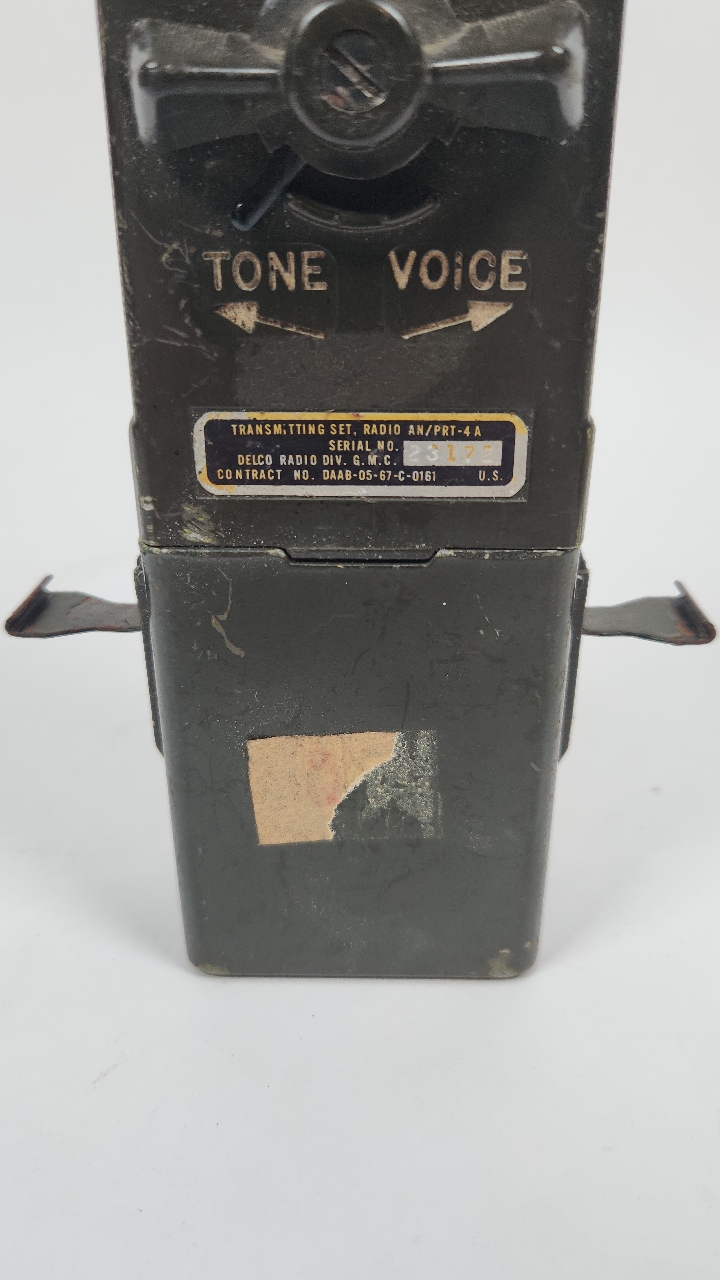 TONE VOICE
TRANSMITTING SET, RADIO AN/PRT-4A
SERIAL NO.
DELCO RADIO DIV. G.M.C.
CONTRACT NO. DAAB-05-67-C-0161 U.S.